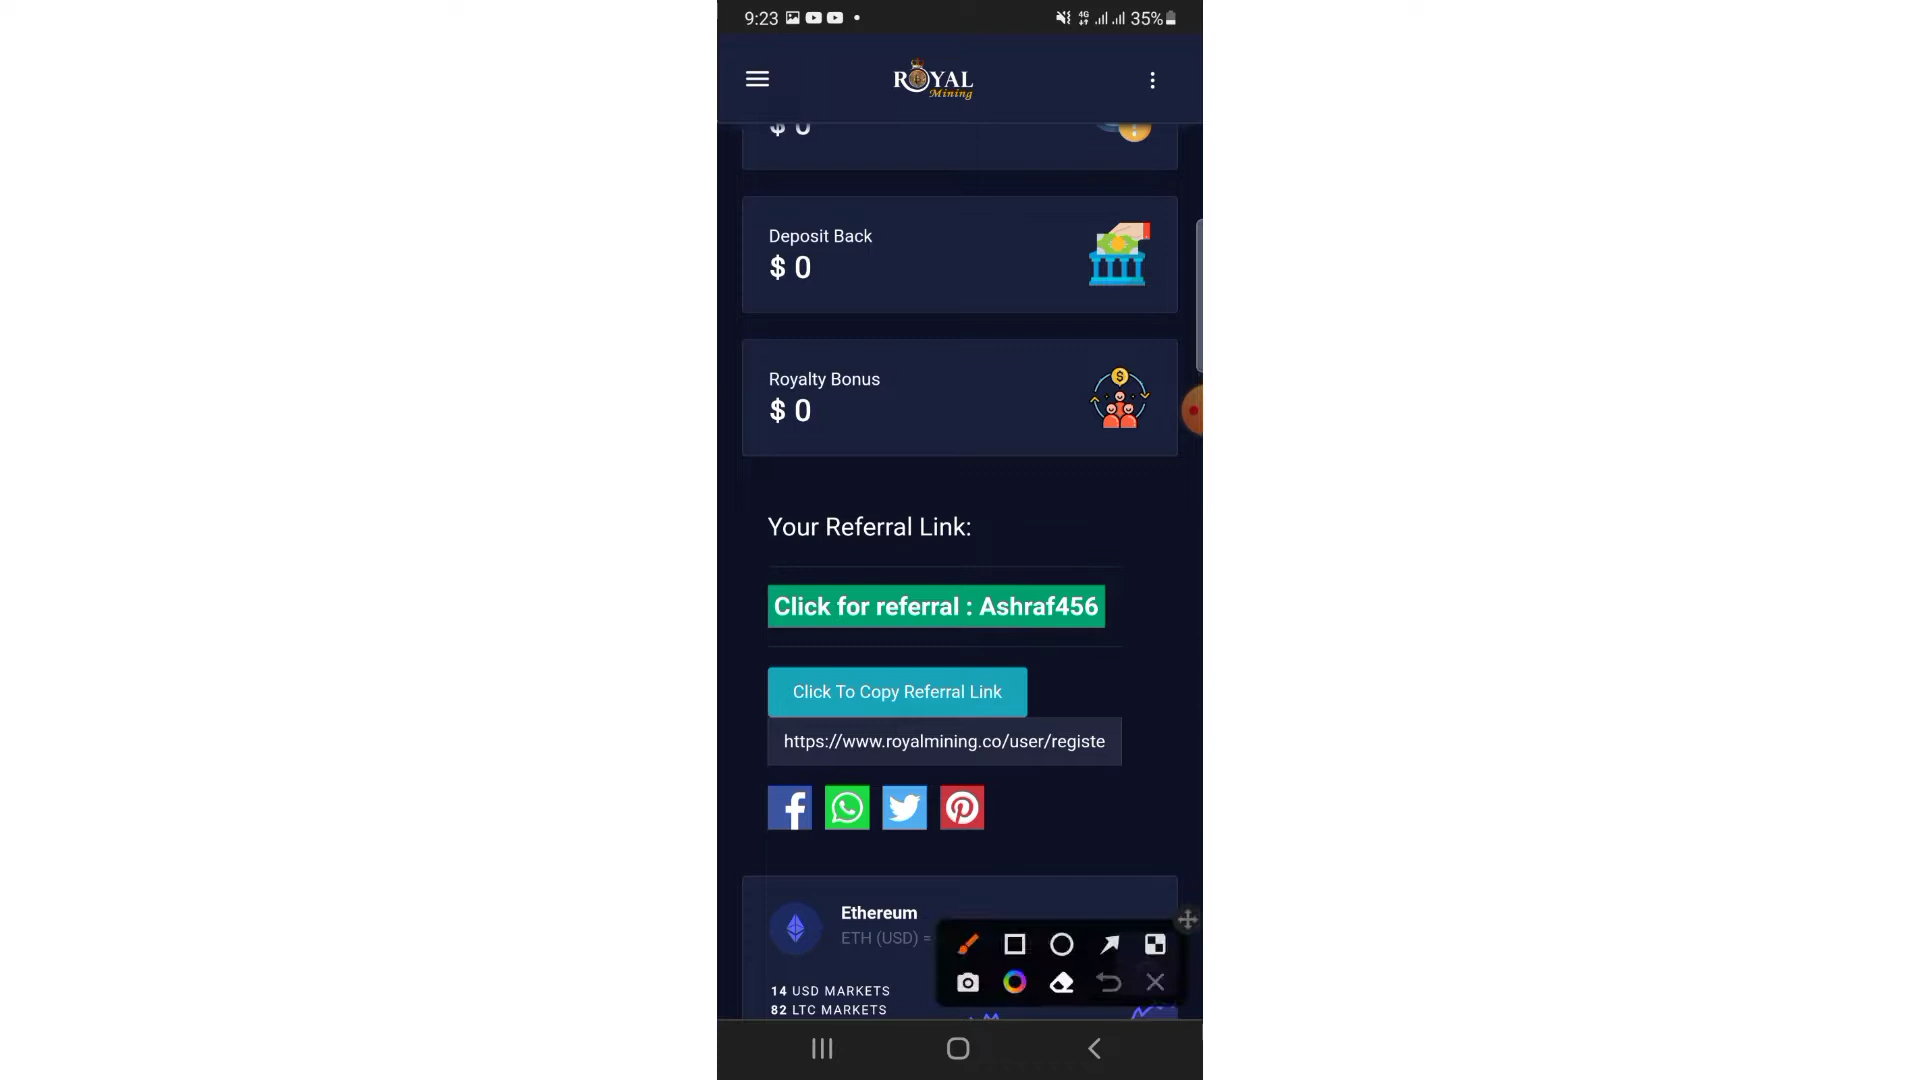 9:23
4G
35%
ROYAL
Mining
$ 0
Deposit Back
$ 0
Royalty Bonus
$ 0
Your Referral Link:
Click for referral : Ashraf456
Click To Copy Referral Link
https://www.royalmining.co/user/registe
Ethereum
ETH (USD) =
14 USD MARKETS
82 LTC MARKETS